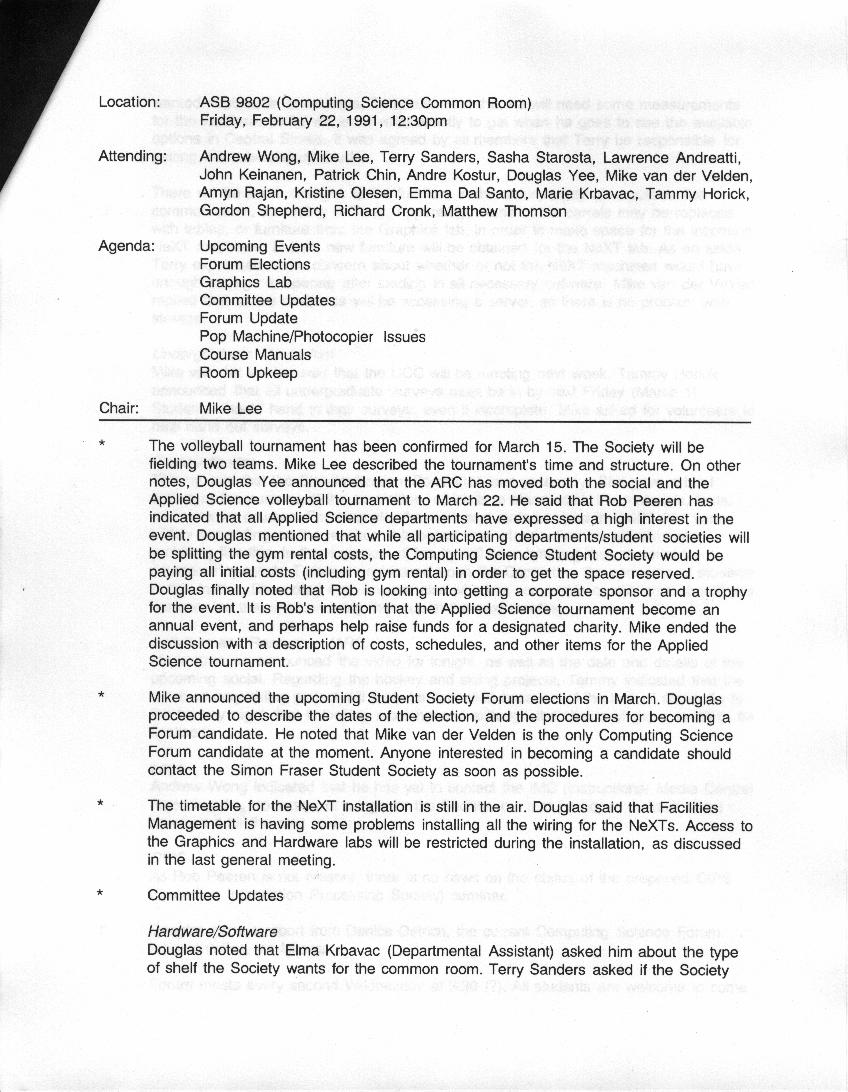 Location: ASB 9802 (Computing Science Common Room)
Friday, February 22, 1991, 12:30pm
Attending: Andrew Wong, Mike Lee, Terry Sanders, Sasha Starosta, Lawrence Andreatti,
John Keinanen, Patrick Chin, Andre Kostur, Douglas Yee, Mike van der Velden,
Amyn Rajan, Kristine Olesen, Emma Dal Santo, Marie Krbavac, Tammy Horick,
Gordon Shepherd, Richard Cronk, Matthew Thomson
Agenda: Upcoming Events
Forum Elections
Graphics Lab
Committee Updates
Forum Update
Pop Machine/Photocopier Issues
Course Manuals
Room Upkeep
Chair: Mike Lee
* The volleyball tournament has been confirmed for March 15. The Society will be
fielding two teams. Mike Lee described the tournament's time and structure. On other
notes, Douglas Yee announced that the ARC has moved both the social and the
Applied Science volleyball tournament to March 22. He said that Rob Peeren has
indicated that all Applied Science departments have expressed a high interest in the
event. Douglas mentioned that while all participating departments/student societies will
be splitting the gym rental costs, the Computing Science Student Society would be
paying all initial costs (including gym rental) in order to get the space reserved.
Douglas finally noted that Rob is looking into getting a corporate sponsor and a trophy
for the event. It is Rob's intention that the Applied Science tournament become an
annual event, and perhaps help raise funds for a designated charity. Mike ended the
discussion with a description of costs, schedules, and other items for the Applied
Science tournament.
* Mike announced the upcoming Student Society Forum elections in March. Douglas
proceeded to describe the dates of the election, and the procedures for becoming a
Forum candidate. He noted that Mike van der Velden is the only Computing Science
Forum candidate at the moment. Anyone interested in becoming a candidate should
contact the Simon Fraser Student Society as soon as possible.
* The timetable for the NeXT installation is still in the air. Douglas said that Facilities
Management is having some problems installing all the wiring for the NeXTs. Access to
the Graphics and Hardware labs will be restricted during the installation, as discussed
in the last general meeting.
* Committee Updates
Hardware/Software
Douglas noted that Elma Krbavac (Departmental Assistant) asked him about the type
of shelf the Society wants for the common room. Terry Sanders asked if the Society